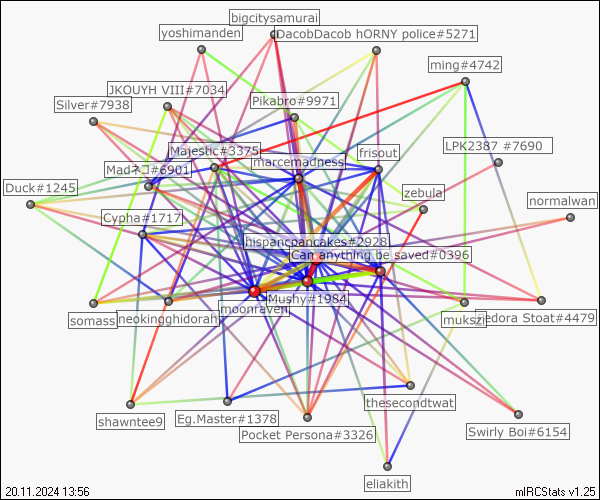 bigcitysamurai
yoshimanden
DacobDacob hORNY police#5271
ming#4742
JKOUYH VIII#7034
Silver#7938
Pikabro#9971
LPK2387 #7690
Majestic#3375
frisout
marcemadness
Madネコ#6901
Duck#1245
zebula
normalwan
Cypha#1717
hispancpancakes#2928
Can anything be saved#0396
Mushy#1984
moonraven
neokingghidorah
somass
mukszi
edora Stoat#4479
thesecondtwat
shawntee9
Eg.Master#1378
Pocket Persona#3326
Swirly Boi#6154
eliakith
20.11.2024 13:56
mIRCStats v1.25